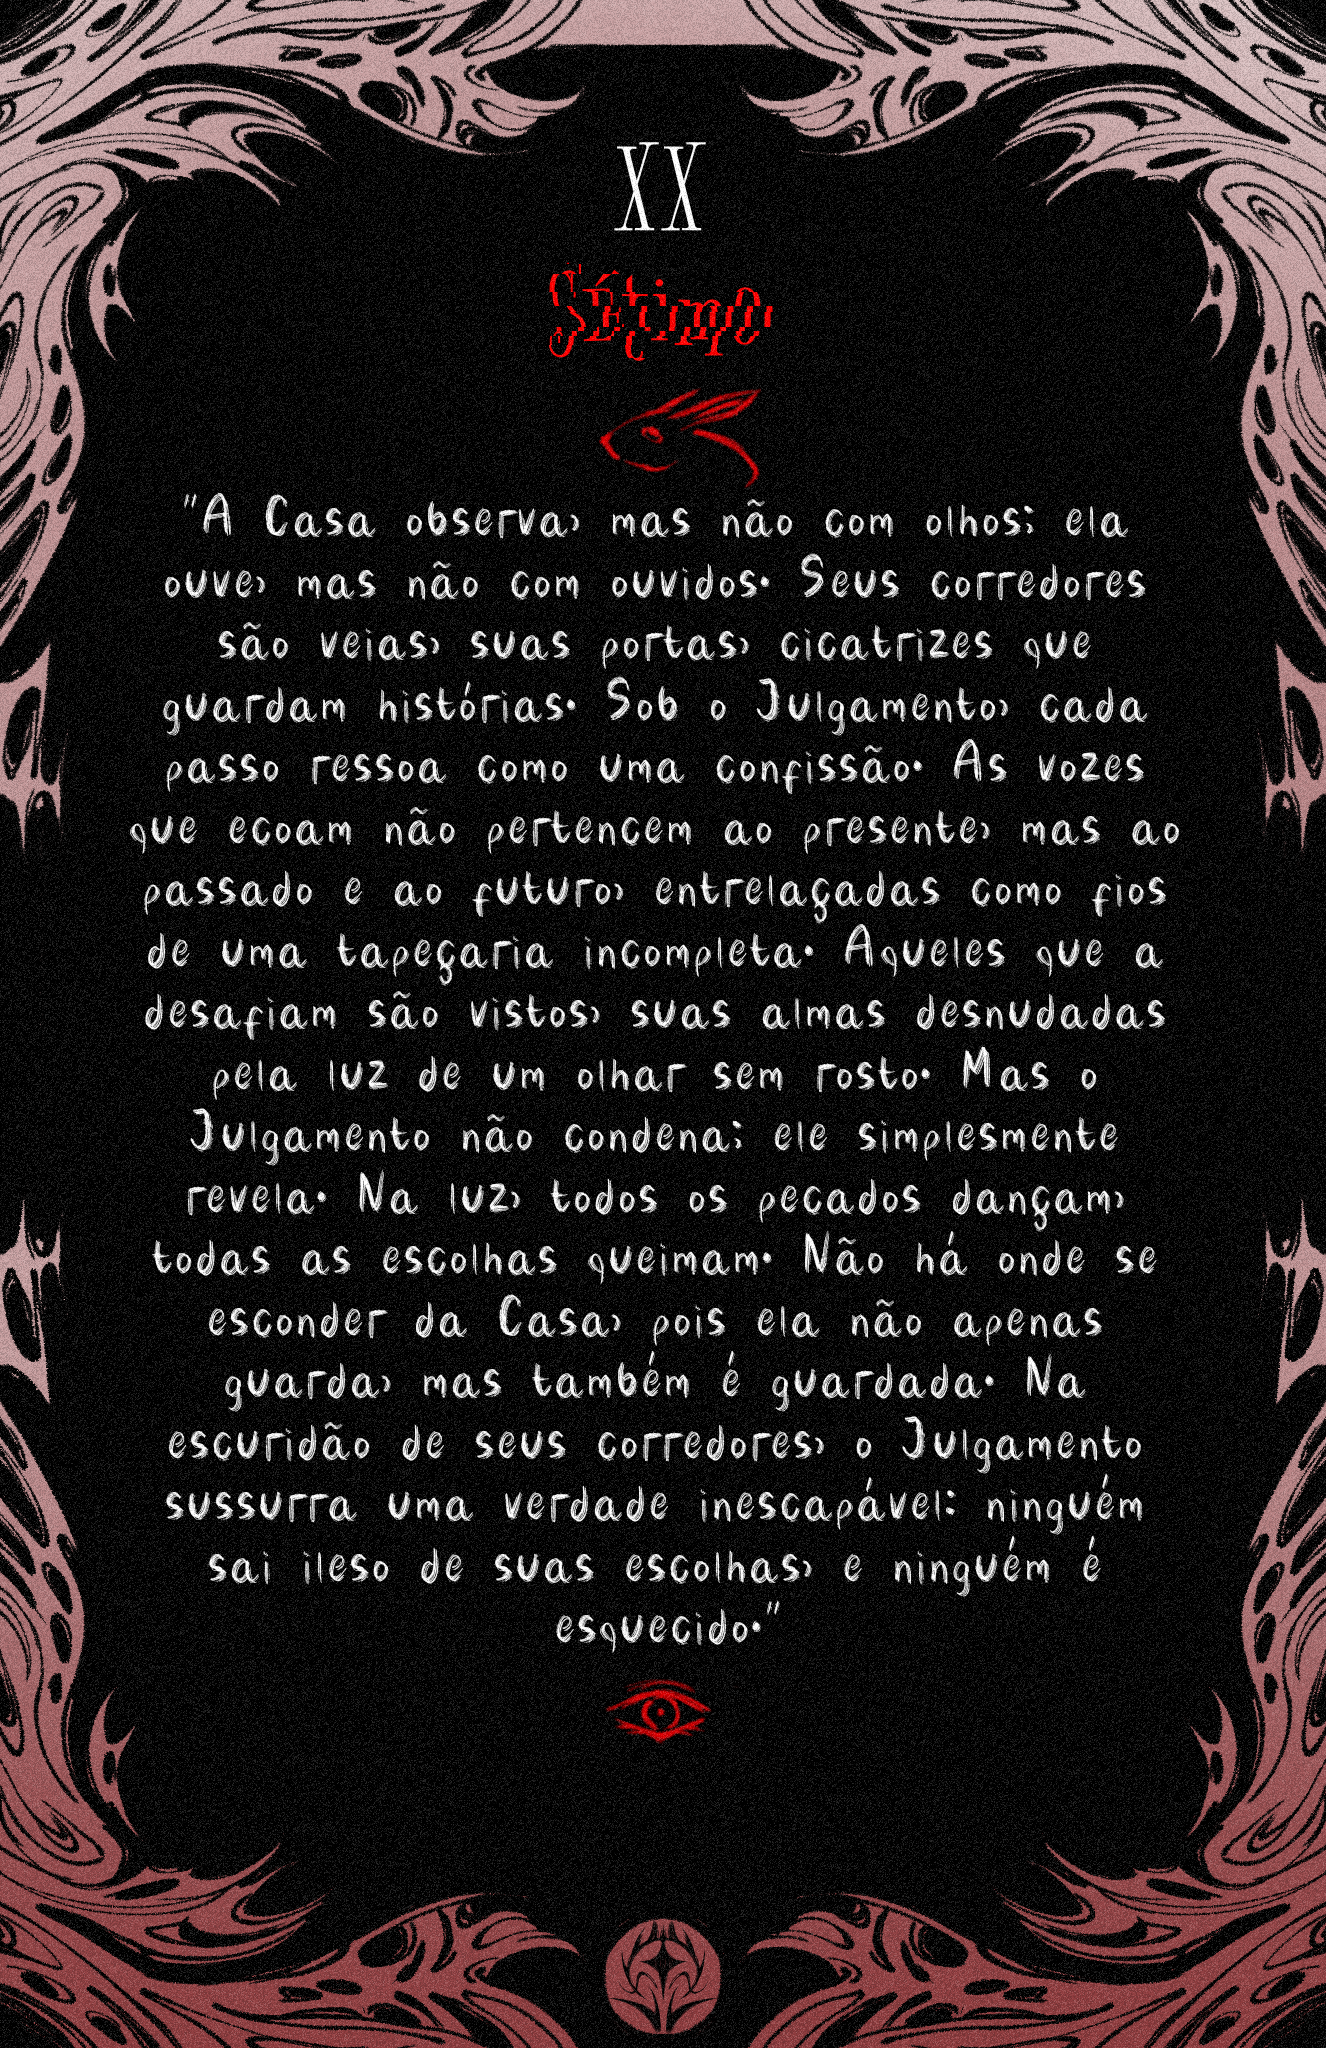 XX
Sétimo
"A Casa observa, mas não com olhos; ela
ouve, mas não com ouvidos. Seus corredores
são veias, suas portas, cicatrizes que
guardam histórias. Sob o Julgamento, cada
passo ressoa como uma confissão. As vozes
que ecoam não pertencem ao presente, mas ao
passado e ao futuro, entrelaçadas como fios
de uma tapeçaria incompleta. Aqueles que a
desafiam são vistos, suas almas desnudadas
pela luz de um olhar sem rosto. Mas o
Julgamento não condena; ele simplesmente
revela. Na luz, todos os pecados dançam,
todas as escolhas queimam. Não há onde se
esconder da Casa, pois ela não apenas
guarda, mas também é guardada. Na
escuridão de seus corredores, o Julgamento
sussurra uma verdade inescapável: ninguém
sai ileso de suas escolhas, e ninguém é
esquecido."